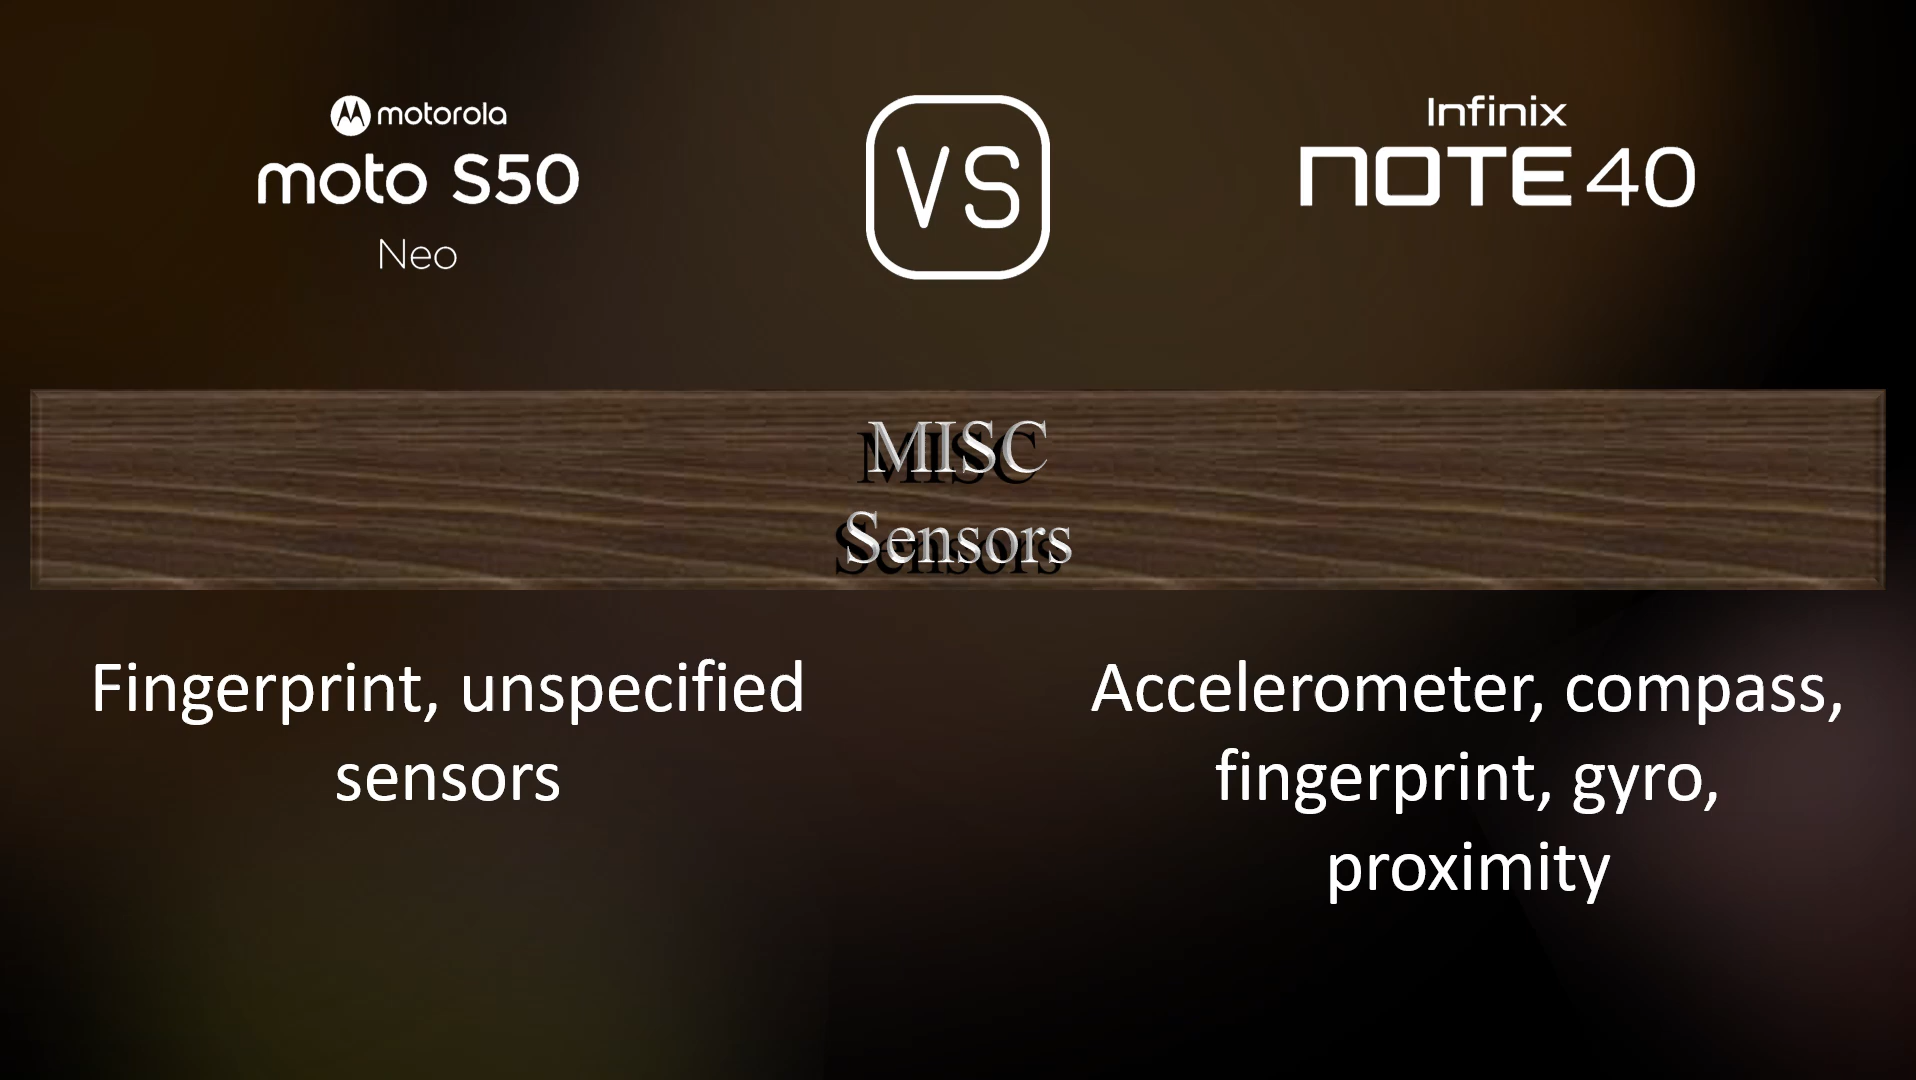 motorola
moto S50
Neo
VS
Infinix
NOTE 40
MISC
Sensors
Fingerprint, unspecified
sensors
Accelerometer, compass,
fingerprint, gyro,
proximity